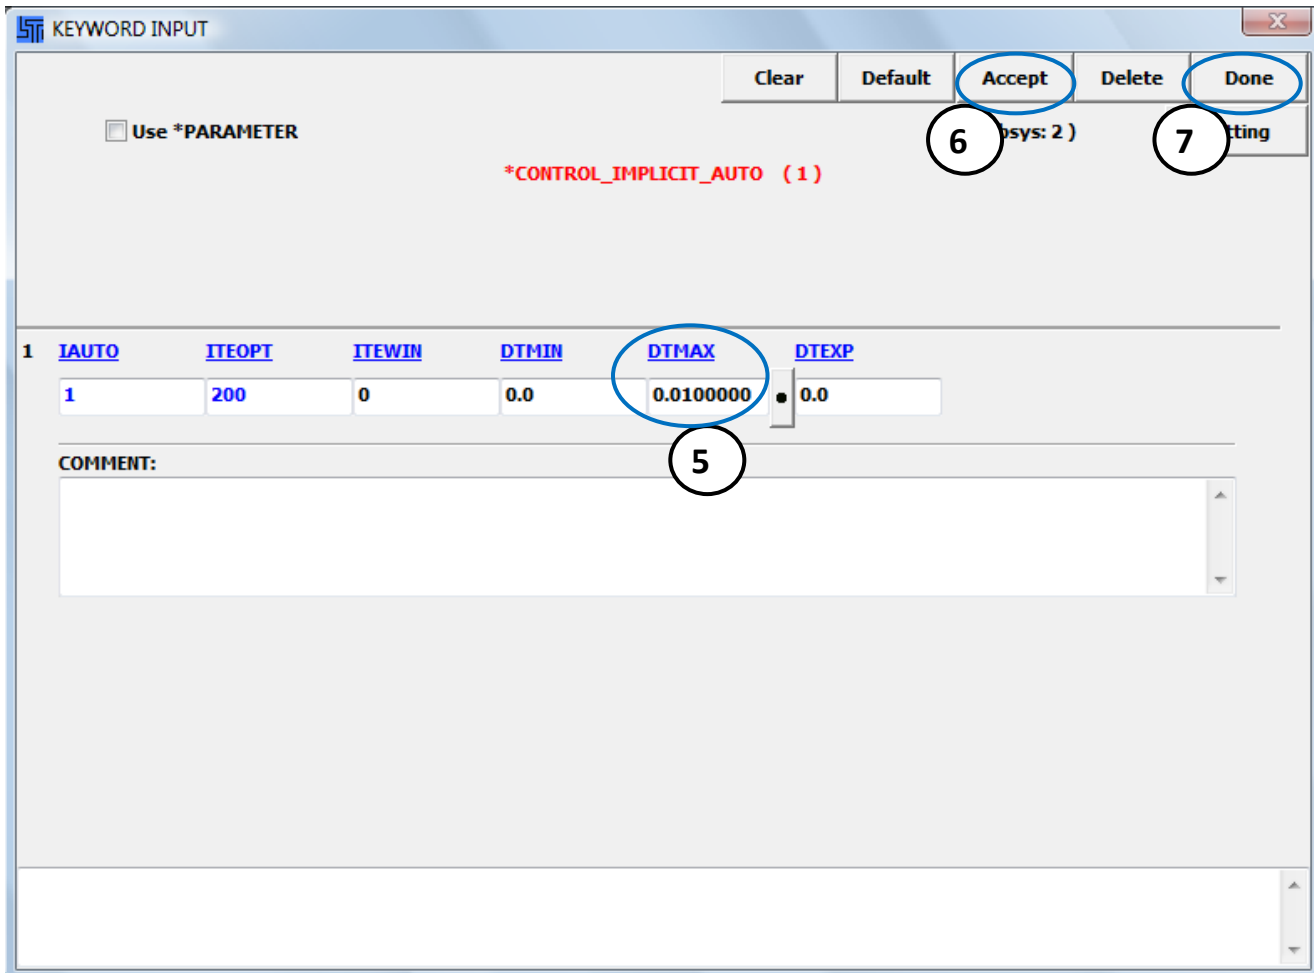 KEYWORD INPUT
Clear Default Accept Delete Done
Use *PARAMETER 6 bsys: 2 ) 7 tting
*CONTROL_IMPLICIT_AUTO ( 1 )
1 IAUTO ITEOPT ITEWIN DTMIN DTMAX DTEXP
1 200 0 0.0 0.0100000 0.0
5
COMMENT: